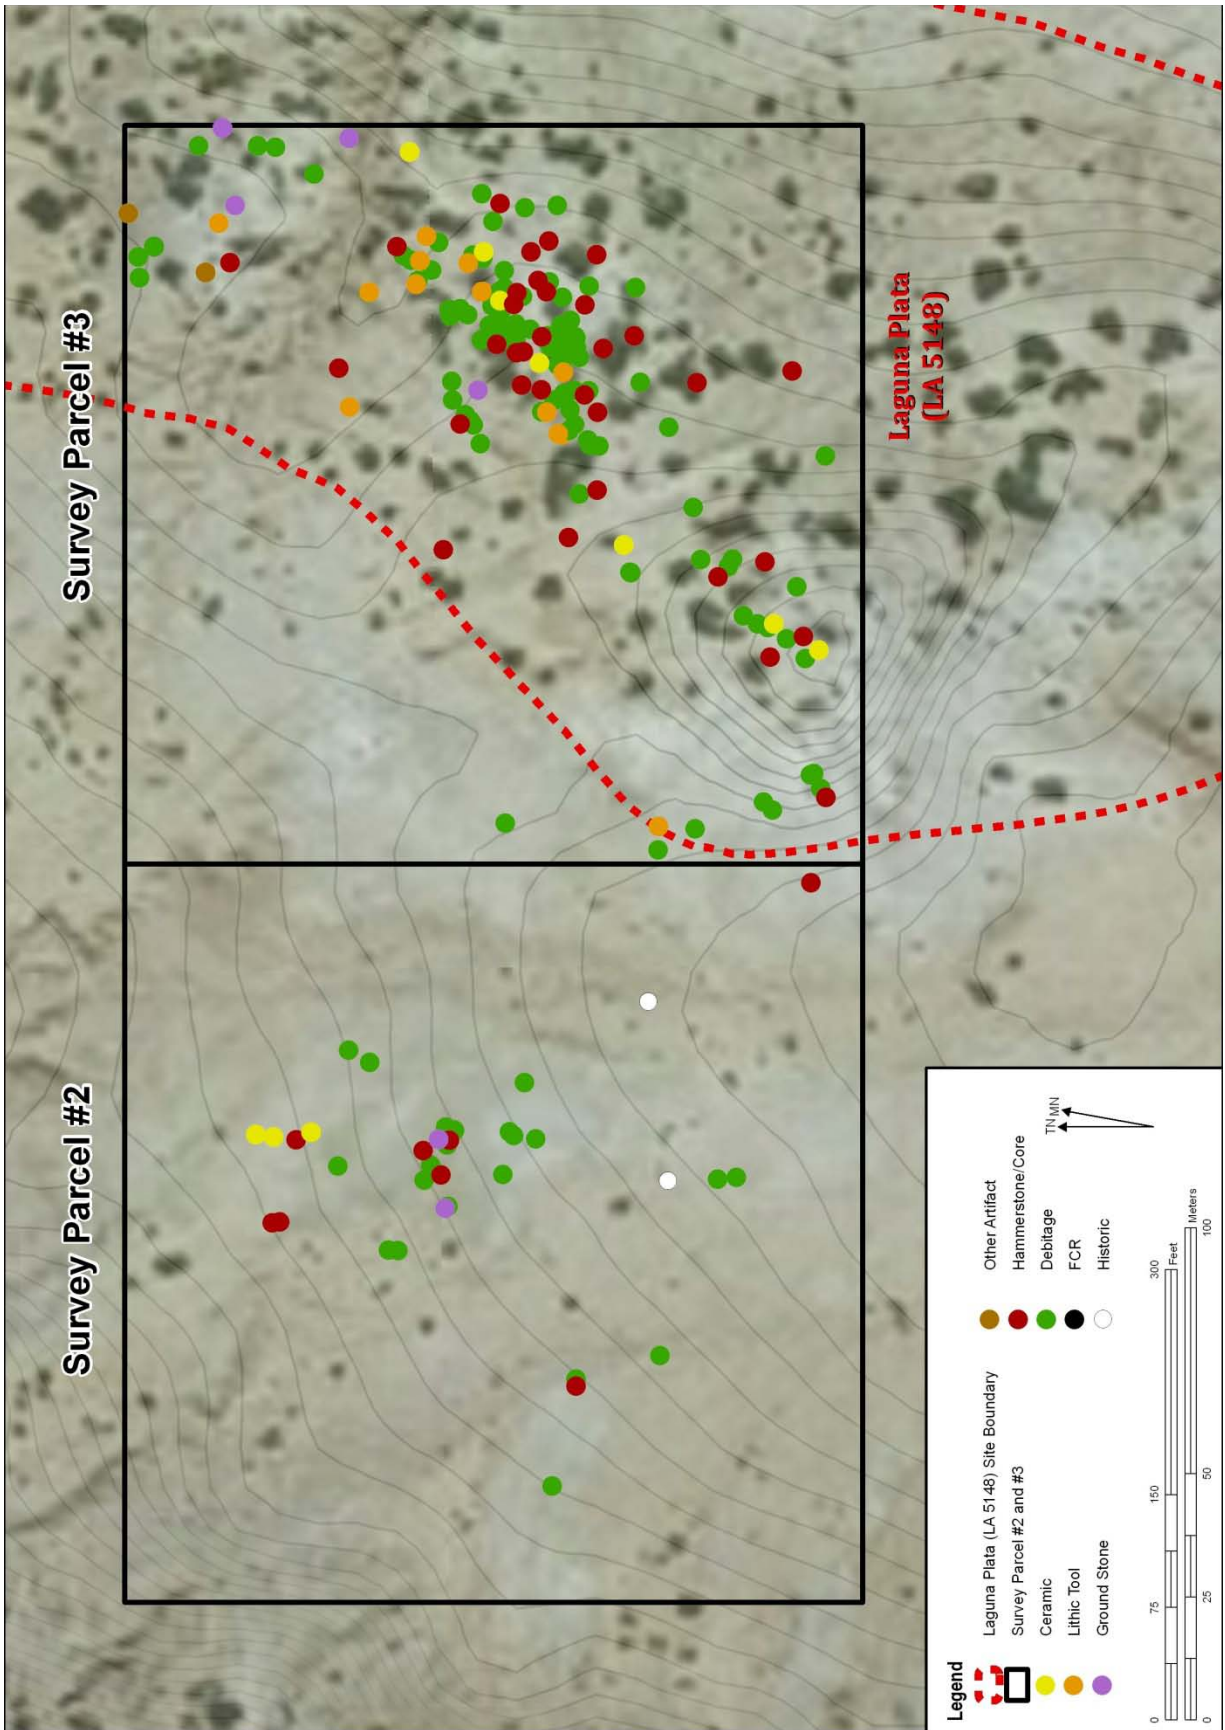 Survey Parcel #2
Survey Parcel #3
Laguna Plata
(LA 5148)
Legend
Laguna Plata (LA 5148) Site Boundary
Survey Parcel #2 and #3
Ceramic
Lithic Tool
Ground Stone
Other Artifact
Hammerstone/Core
Debitage
FCR
Historic
TN MN
0 75 150 300
Feet
Meters
0 25 50 100